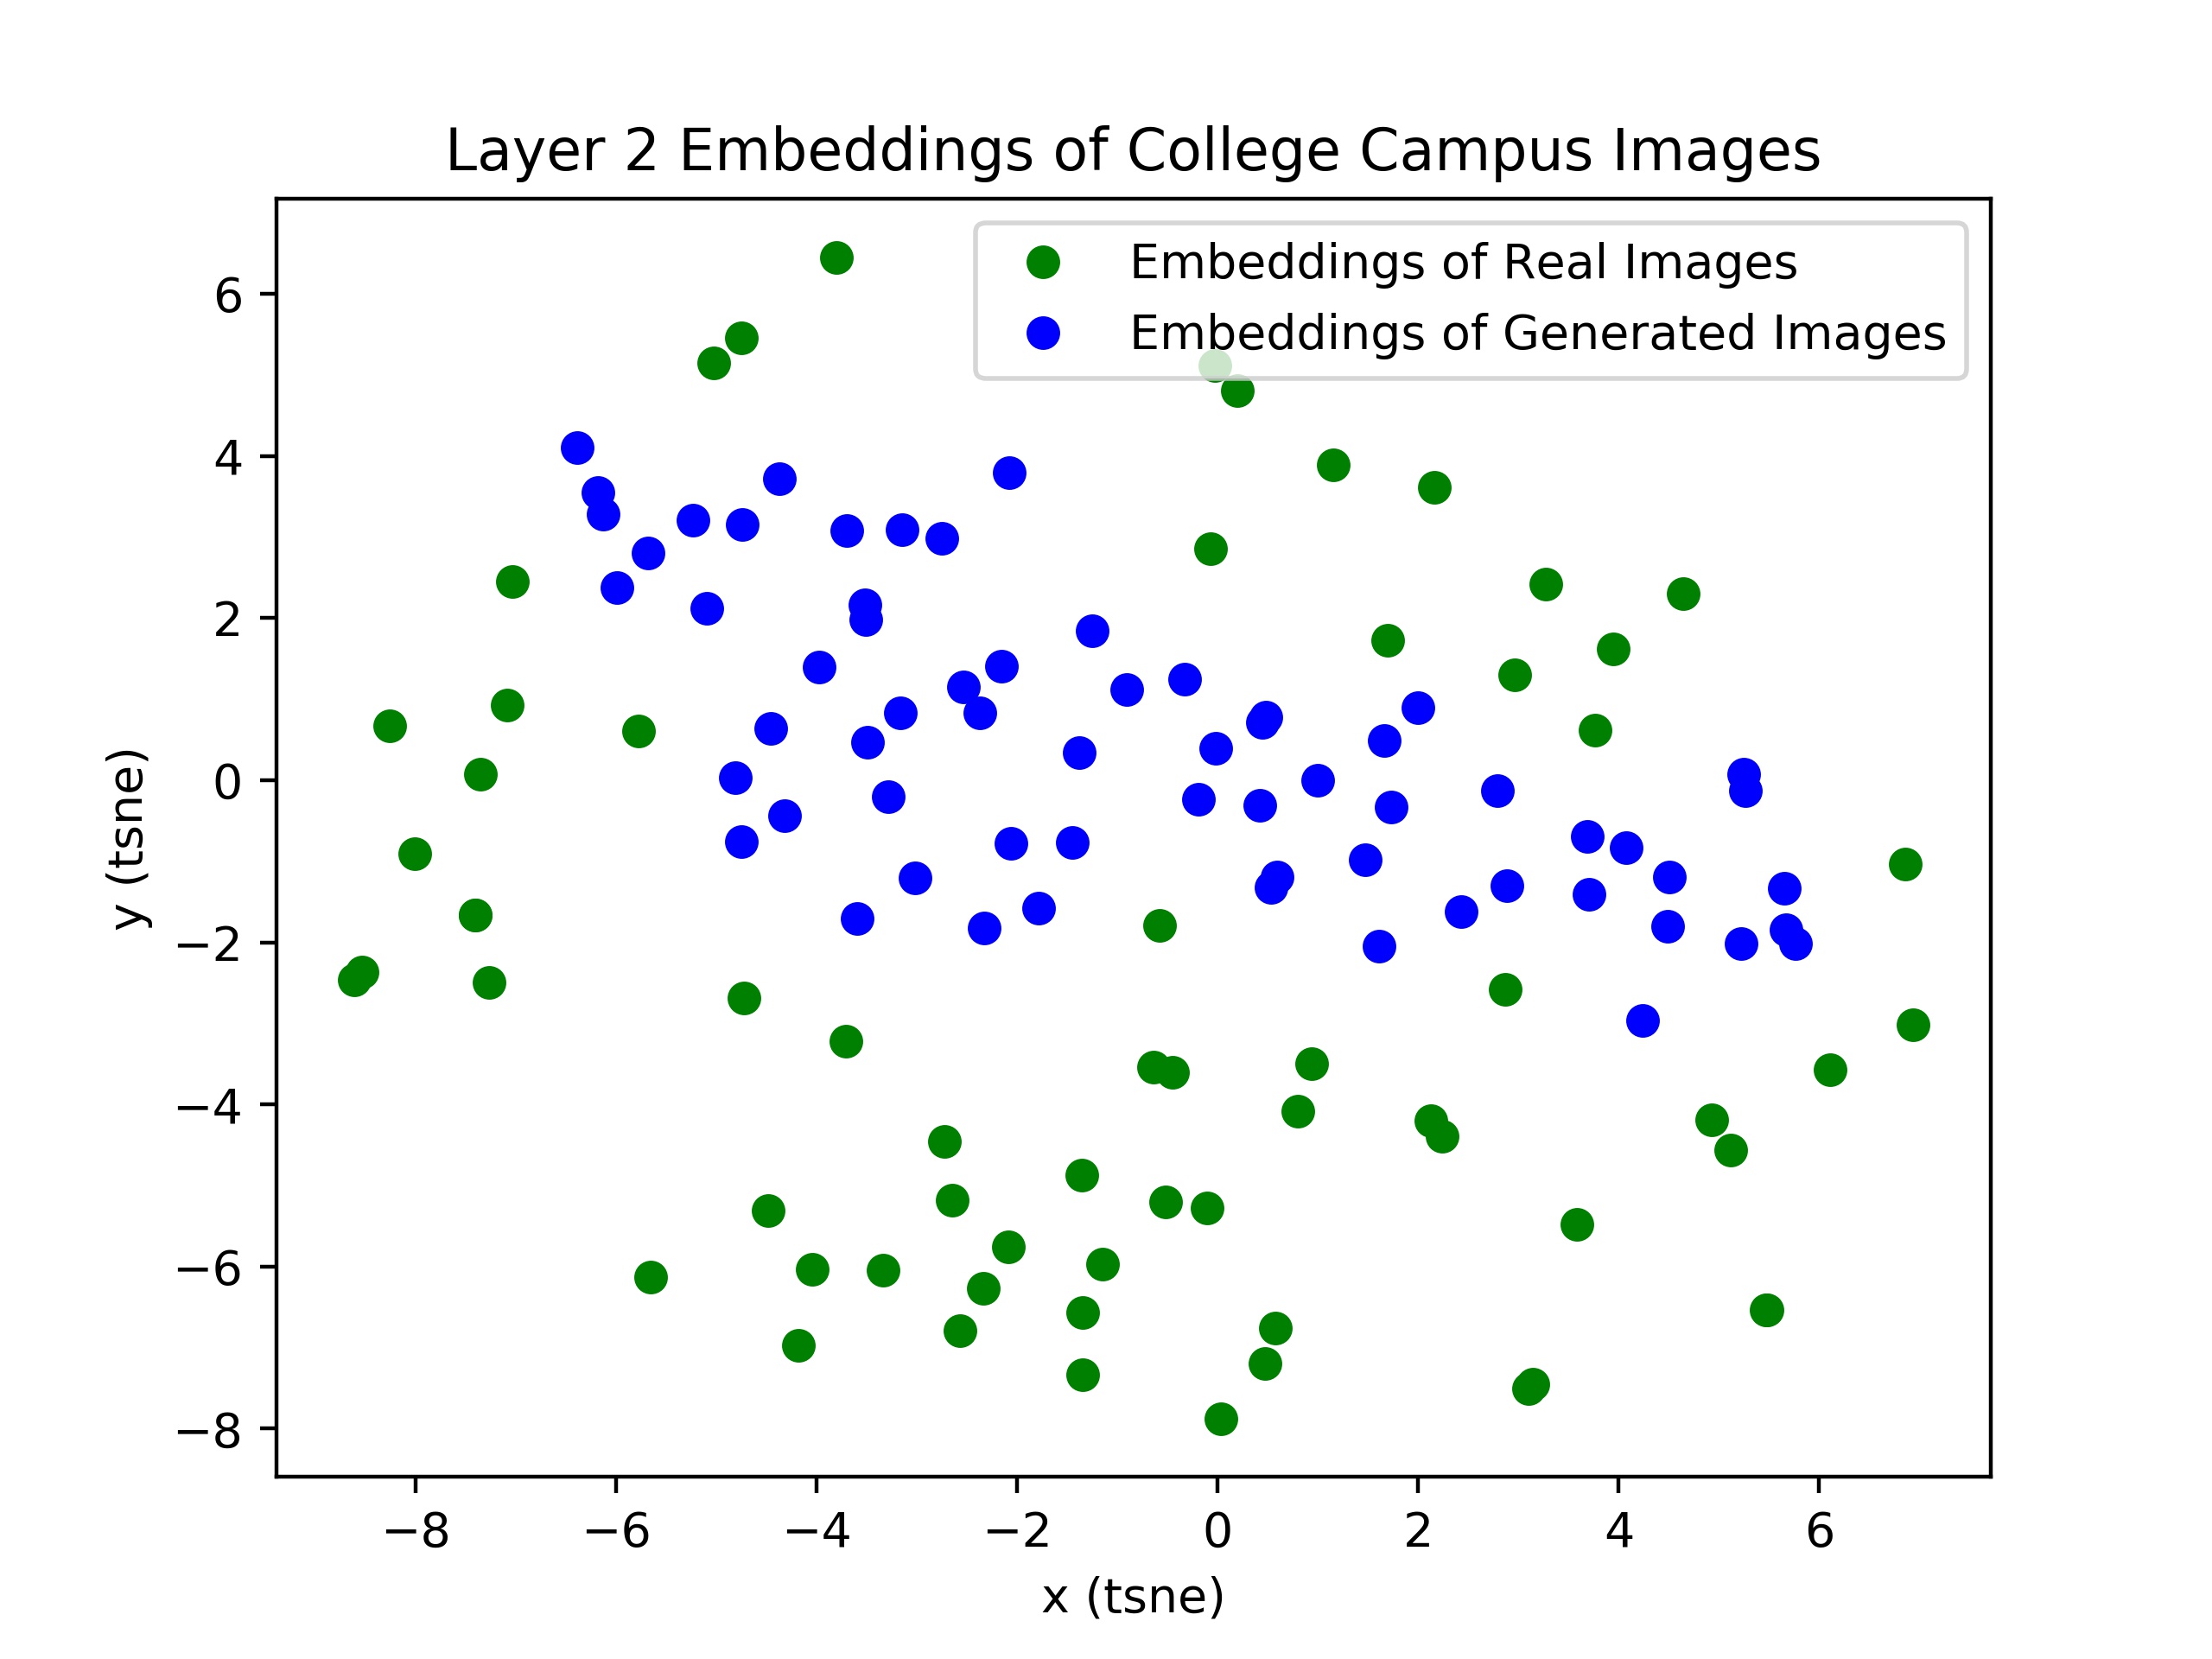 Layer 2 Embeddings of College Campus Images
Embeddings of Real Images
Embeddings of Generated Images
6
4
2
0
−2
−4
−6
−8
y (tsne)
−8 −6 −4 −2 0 2 4 6
x (tsne)